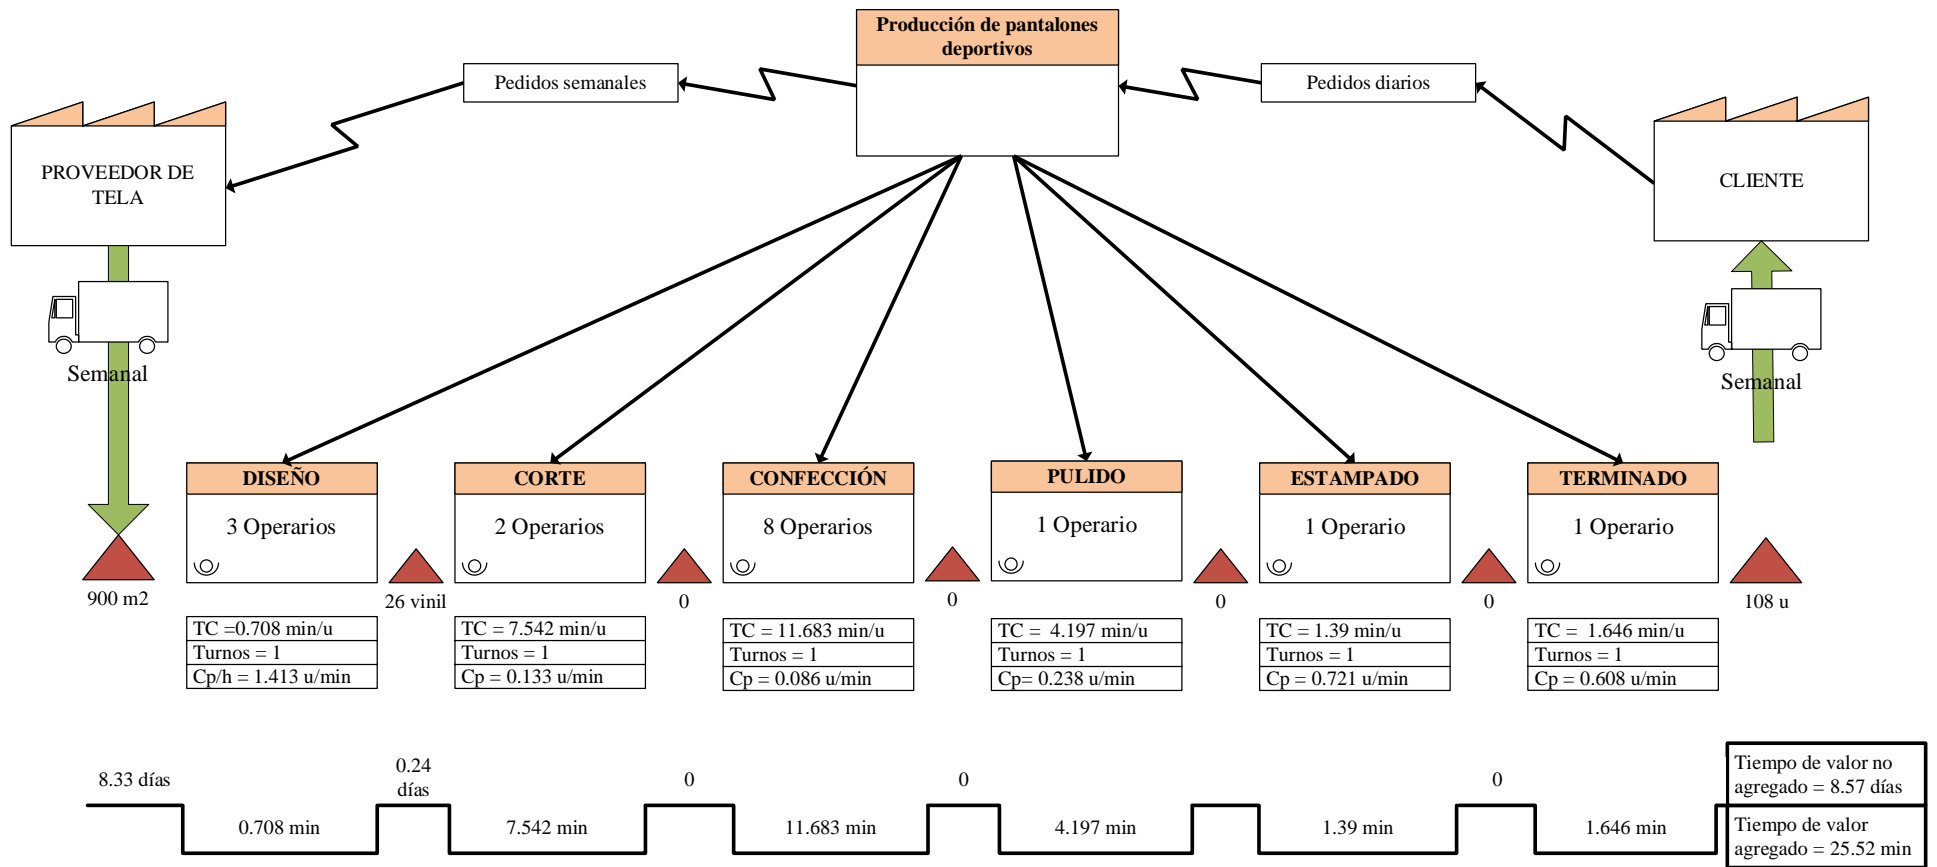 Producción de pantalones
deportivos
Pedidos semanales
Pedidos diarios
PROVEEDOR DE
TELA
CLIENTE
Semanal
Semanal
DISEÑO
3 Operarios
CORTE
2 Operarios
CONFECCIÓN
8 Operarios
PULIDO
1 Operario
ESTAMPADO
1 Operario
TERMINADO
1 Operario
900 m2
26 vinil
0
0
0
0
108 u
TC =0.708 min/u
Turnos = 1
Cp/h = 1.413 u/min
TC = 7.542 min/u
Turnos = 1
Cp = 0.133 u/min
TC = 11.683 min/u
Turnos = 1
Cp = 0.086 u/min
TC =  4.197 min/u
Turnos = 1
Cp= 0.238 u/min
TC = 1.39 min/u
Turnos = 1
Cp = 0.721 u/min
TC =  1.646 min/u
Turnos = 1
Cp = 0.608 u/min
8.33 días
0.24
días
0
0
0
0.708 min
7.542 min
11.683 min
4.197 min
1.39 min
1.646 min
Tiempo de valor no
agregado = 8.57 días
Tiempo de valor
agregado = 25.52 min